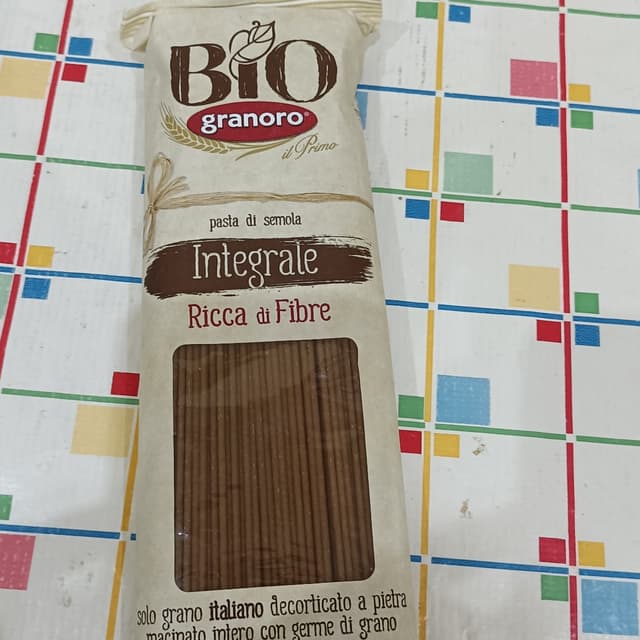 BIO
granoro®
il Primo
pasta di semola
Integrale
Ricca di Fibre
solo grano italiano decorticato a pietra
macinato intero con germe di grano